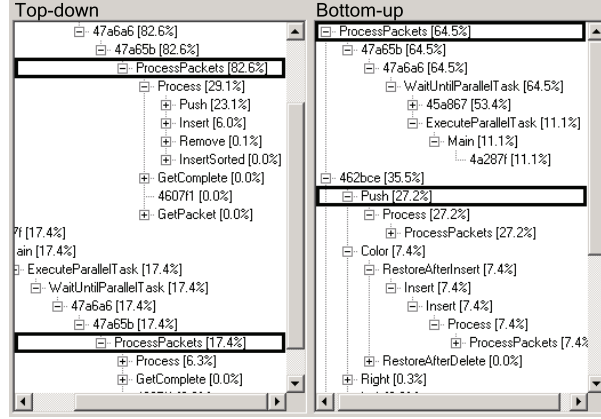 Top-down
47a6a6 [82.6%]
47a65b [82.6%]
ProcessPackets [82.6%]
Process [29.1%]
Push [23.1%]
Insert [6.0%]
Remove [0.1%]
InsertSorted [0.0%]
GetComplete [0.0%]
4607f1 [0.0%]
GetPacket [0.0%]
7f [17.4%]
ain [17.4%]
ExecuteParallelTask [17.4%]
WaitUntilParallelTask [17.4%]
47a6a6 [17.4%]
47a65b [17.4%]
ProcessPackets [17.4%]
Process [6.3%]
GetComplete [0.0%]
Bottom-up
ProcessPackets [64.5%]
47a65b [64.5%]
47a6a6 [64.5%]
WaitUntilParallelTask [64.5%]
45a867 [53.4%]
ExecuteParallelTask [11.1%]
Main [11.1%]
4a287f [11.1%]
462bce [35.5%]
Push [27.2%]
Process [27.2%]
ProcessPackets [27.2%]
Color [7.4%]
RestoreAfterInsert [7.4%]
Insert [7.4%]
Insert [7.4%]
Process [7.4%]
ProcessPackets [7.4%
RestoreAfterDelete [0.0%]
Right [0.3%]